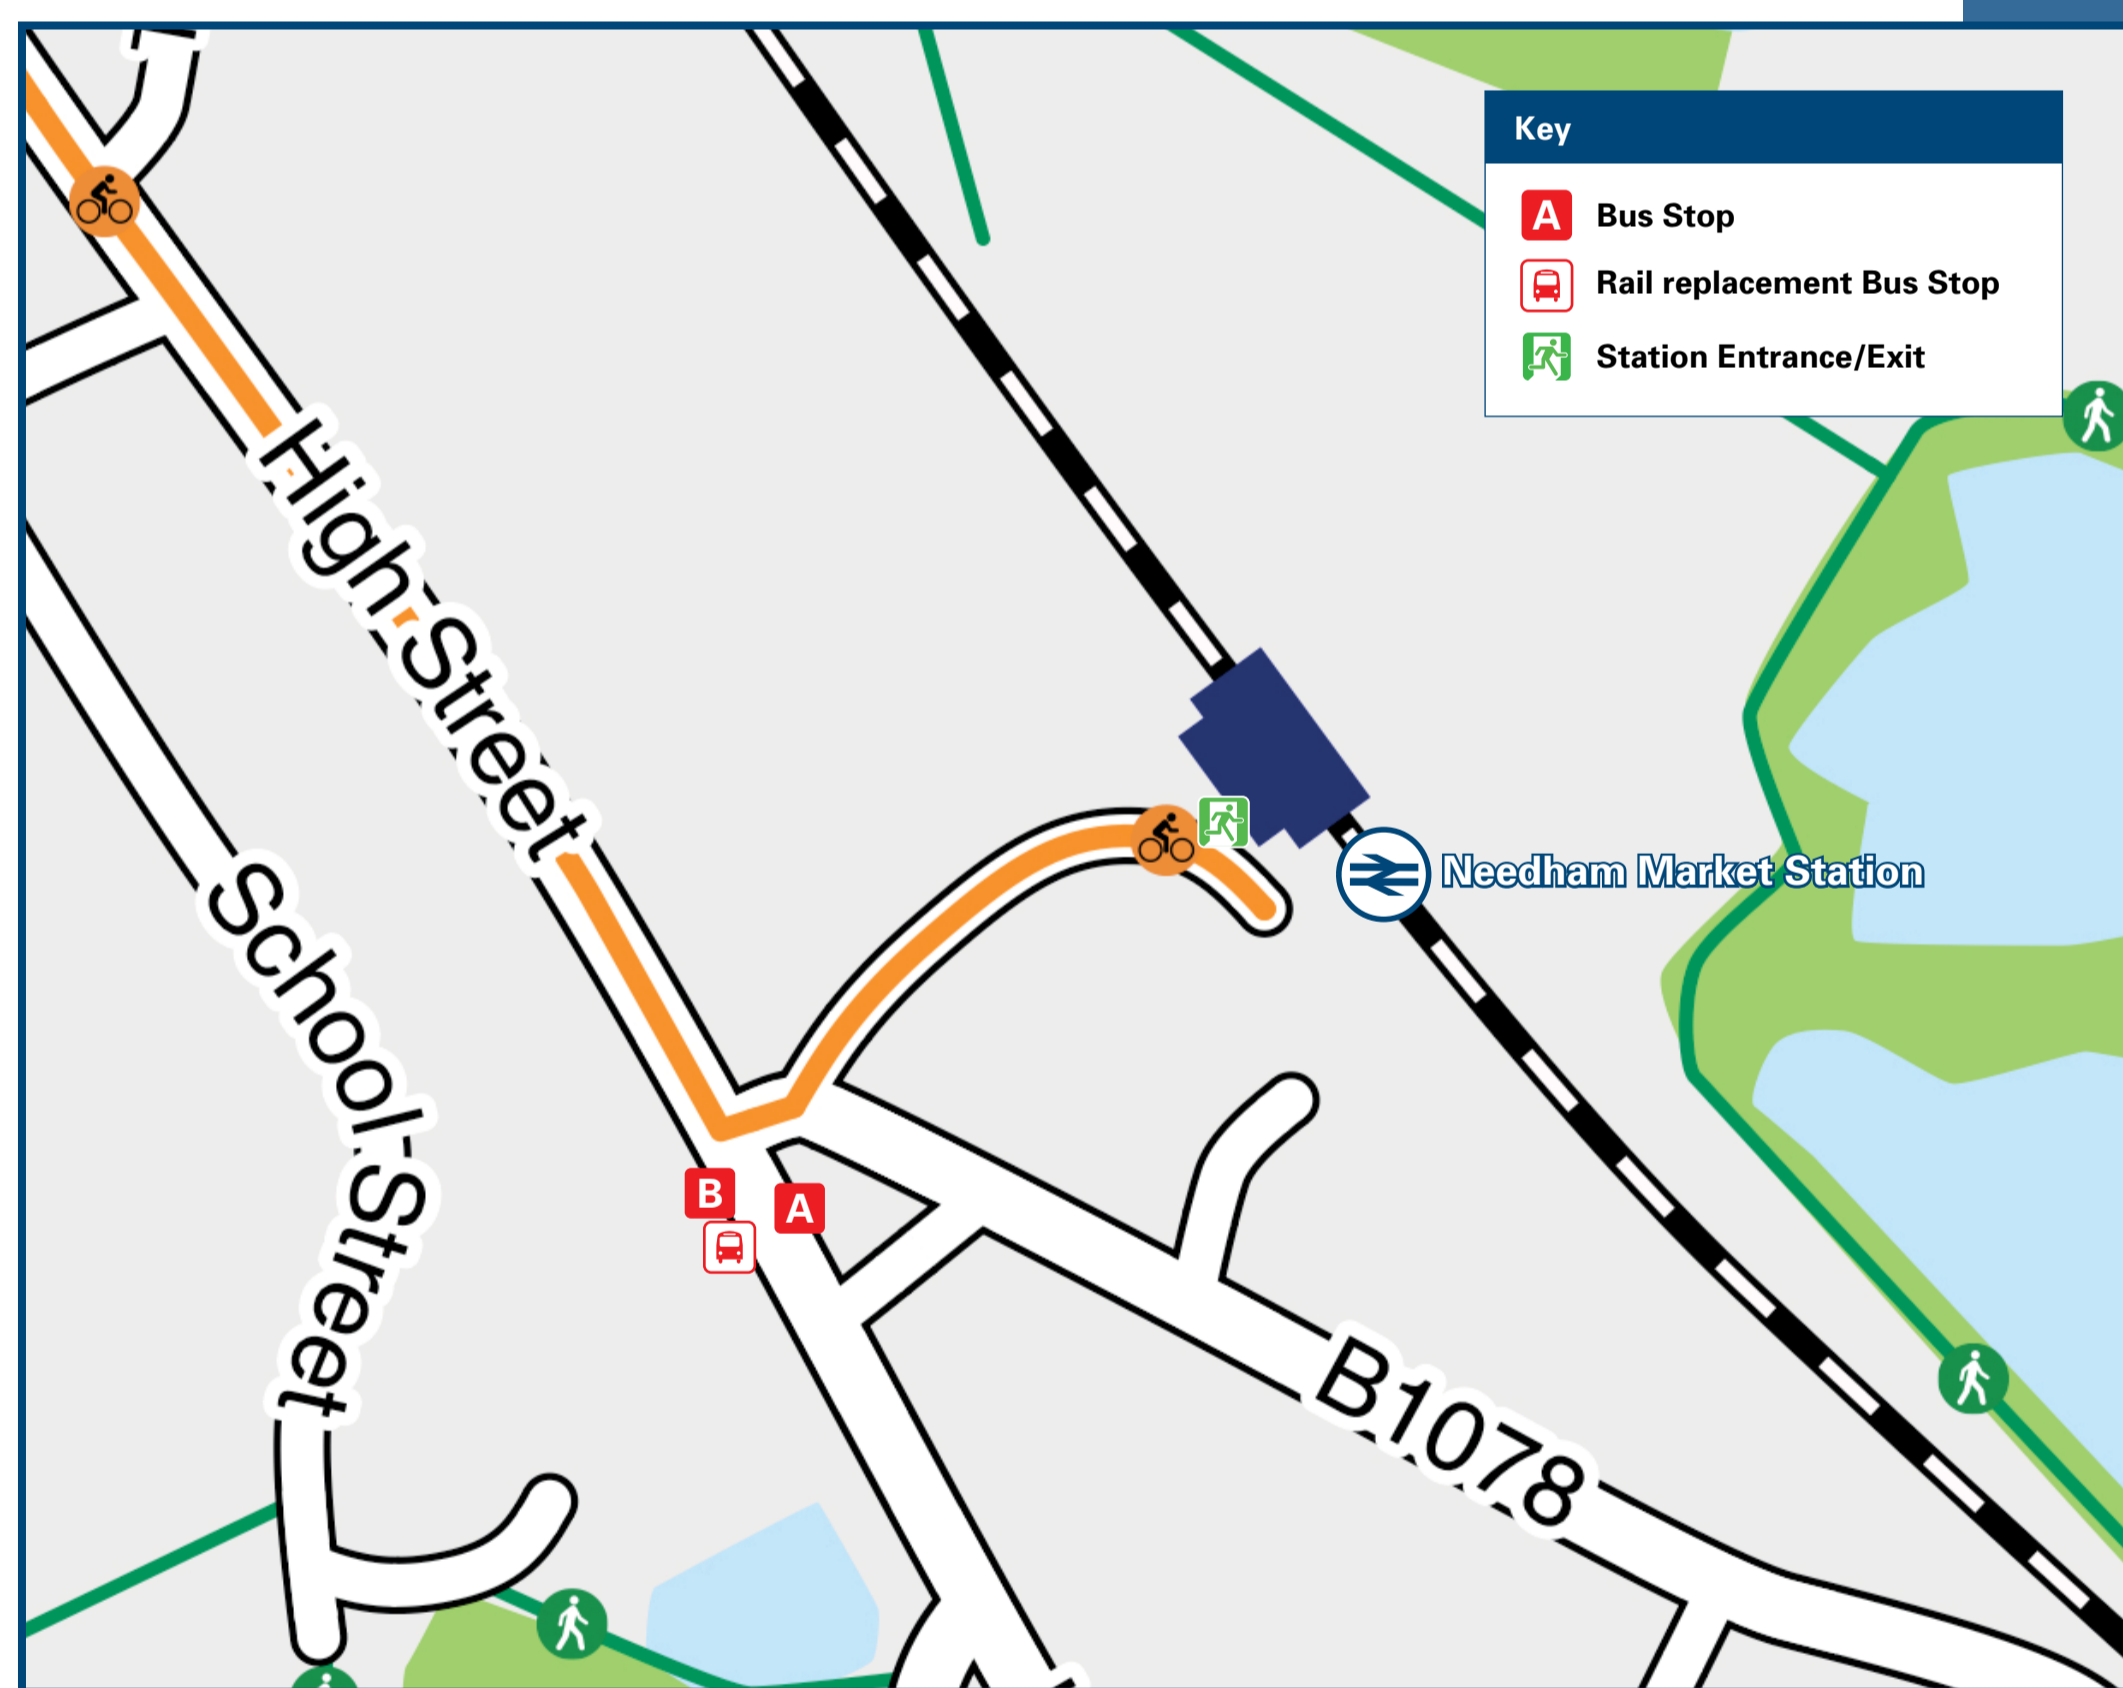 Key
A Bus Stop
Rail replacement Bus Stop
Station Entrance/Exit
High Street
Needham Market Station
School Street
B
A
B1078